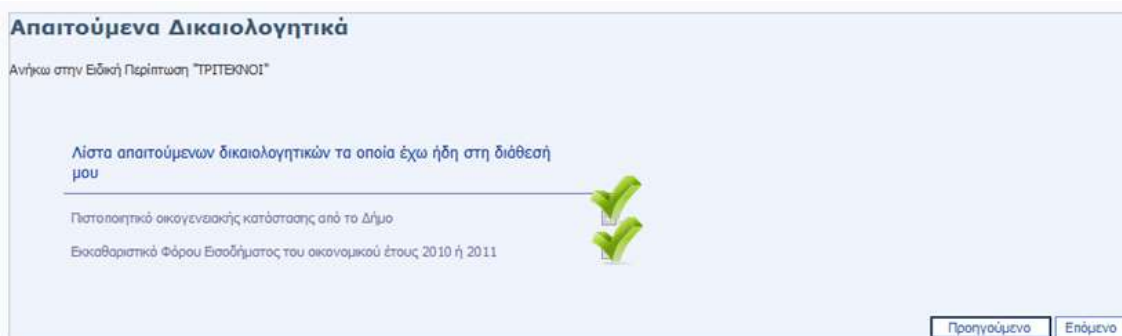 Απαιτούμενα Δικαιολογητικά
Ανήκω στην Ειδική Περίπτωση "ΤΡΙΤΕΚΝΟΙ"
Λίστα απαιτούμενων δικαιολογητικών τα οποία έχω ήδη στη διάθεσή
μου
Πιστοποιητικό οικογενειακής κατάστασης από το Δήμο
Εκκαθαριστικό Φόρου Εισοδήματος του οικονομικού έτους 2010 ή 2011
Προηγούμενο Επόμενο